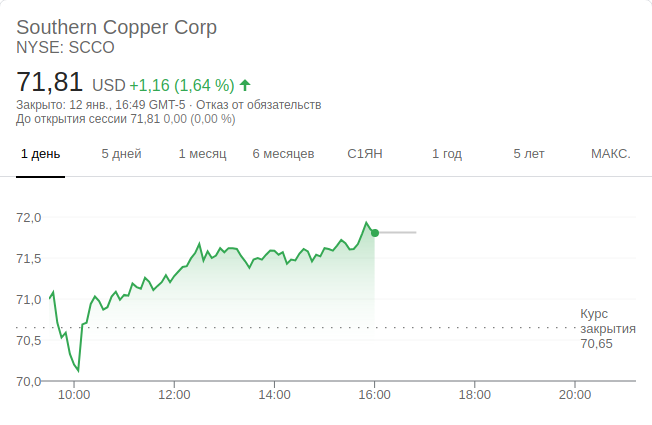 Southern Copper Corp
NYSE: SCCO
71,81 USD +1,16 (1,64 %)
Закрыто: 12 янв., 16:49 GMT-5 · Отказ от обязательств
До открытия сессии 71,81 0,00 (0,00 %)
1 день 5 дней 1 месяц 6 месяцев С1ЯН 1 год 5 лет МАКС.
72,0
71,5
71,0
Курс
закрытия
70,65
70,5
70,0
10:00 12:00 14:00 16:00 18:00 20:00